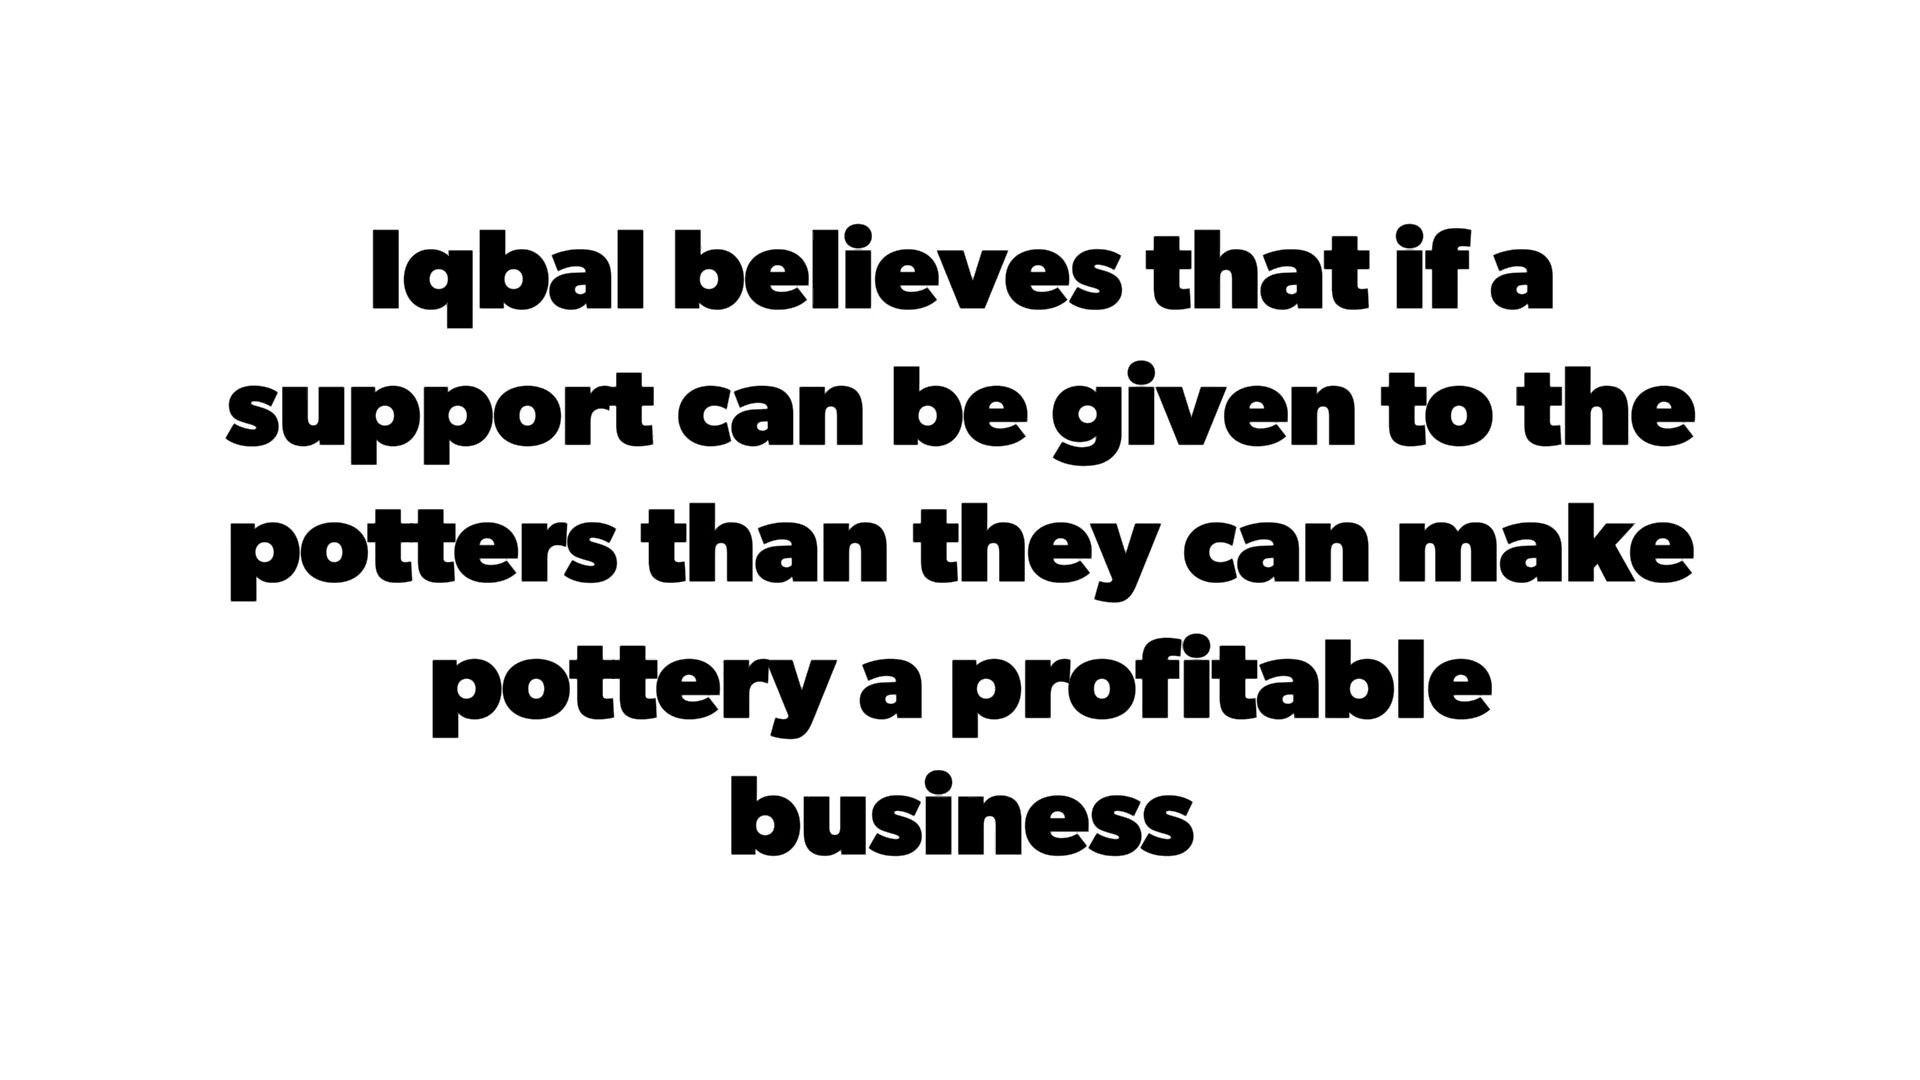 Iqbal believes that if a
support can be given to the
potters than they can make
pottery a profitable
business